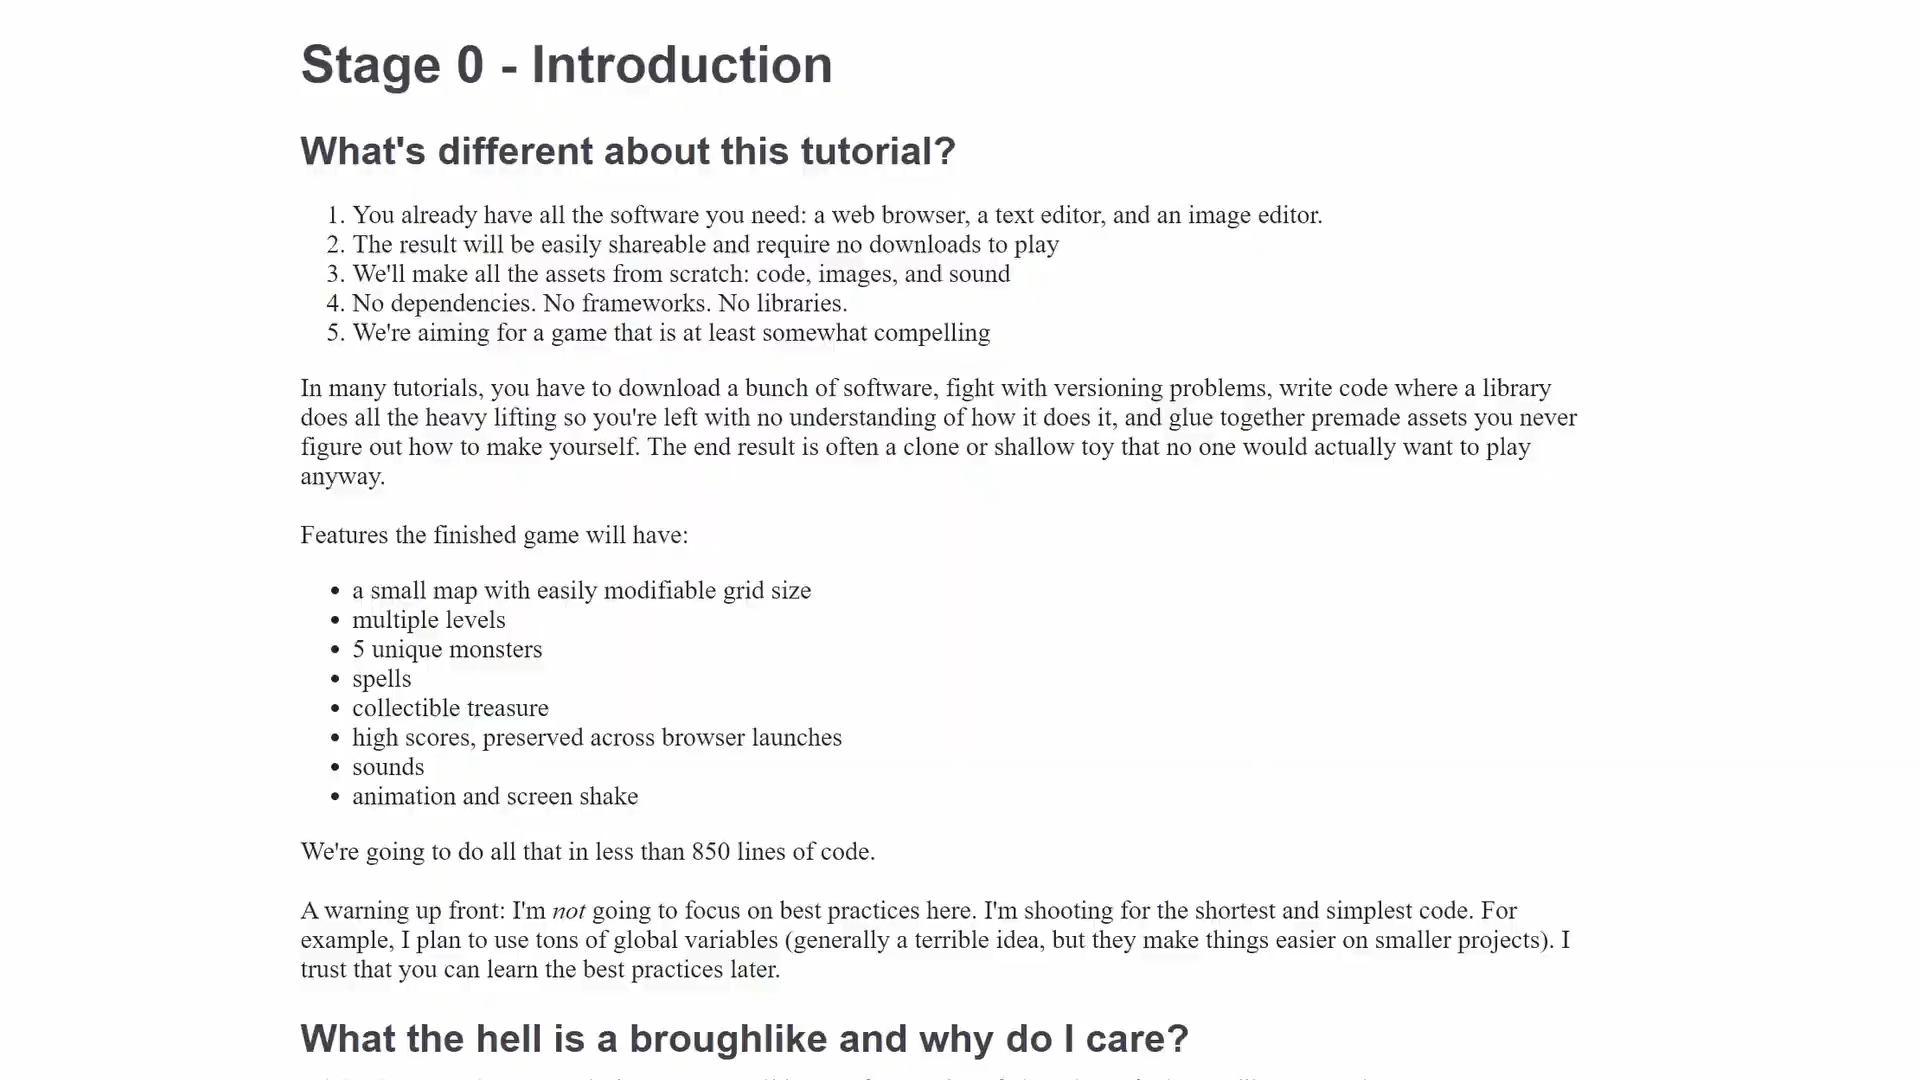 Stage 0 - Introduction
What's different about this tutorial?
1. You already have all the software you need: a web browser, a text editor, and an image editor.
2. The result will be easily shareable and require no downloads to play
3. We'll make all the assets from scratch: code, images, and sound
4. No dependencies. No frameworks. No libraries.
5. We're aiming for a game that is at least somewhat compelling
In many tutorials, you have to download a bunch of software, fight with versioning problems, write code where a library
does all the heavy lifting so you're left with no understanding of how it does it, and glue together premade assets you never
figure out how to make yourself. The end result is often a clone or shallow toy that no one would actually want to play
anyway.
Features the finished game will have:
• a small map with easily modifiable grid size
• multiple levels
• 5 unique monsters
• spells
• collectible treasure
• high scores, preserved across browser launches
• sounds
• animation and screen shake
We're going to do all that in less than 850 lines of code.
A warning up front: I'm not going to focus on best practices here. I'm shooting for the shortest and simplest code. For
example, I plan to use tons of global variables (generally a terrible idea, but they make things easier on smaller projects). I
trust that you can learn the best practices later.
What the hell is a broughlike and why do I care?